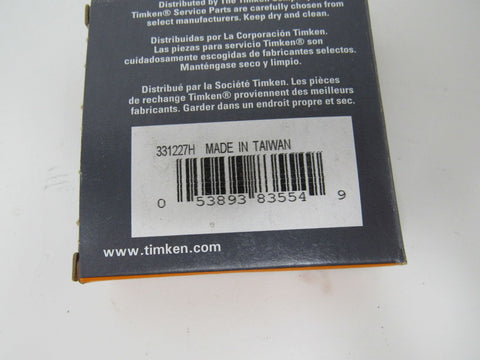 Distributed by The Timken
Timken® Service Parts are carefully chosen from
select manufacturers. Keep dry and clean.
Distribuidas por La Corporación Timken.
Las piezas para servicio Timken® son
cuidadosamente escogidas de fabricantes selectos.
Manténgase seco y limpio.
Distribué par la Société Timken. Les pièces
de rechange Timken® proviennent des meilleurs
fabricants. Garder dans un endroit propre et sec.
331227H MADE IN TAIWAN
0 53893 83554 9
www.timken.com